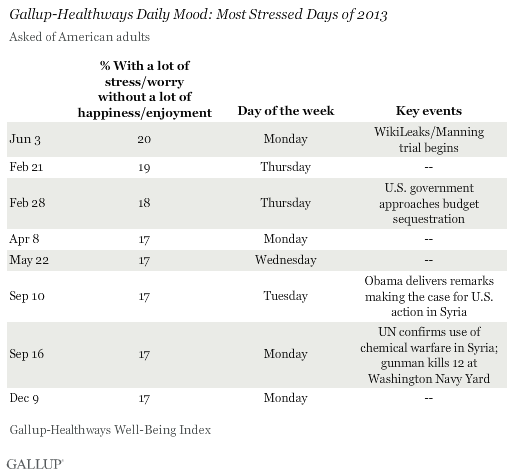 Gallup-Healthways Daily Mood: Most Stressed Days of 2013
Asked of American adults
% With a lot of
stress/worry
without a lot of
happiness/enjoyment Day of the week Key events
Jun 3 20 Monday WikiLeaks/Manning
trial begins
Feb 21 19 Thursday --
Feb 28 18 Thursday U.S. government
approaches budget
sequestration
Apr 8 17 Monday --
May 22 17 Wednesday --
Sep 10 17 Tuesday Obama delivers remarks
making the case for U.S.
action in Syria
Sep 16 17 Monday UN confirms use of
chemical warfare in Syria;
gunman kills 12 at
Washington Navy Yard
Dec 9 17 Monday --
Gallup-Healthways Well-Being Index
GALLUP®